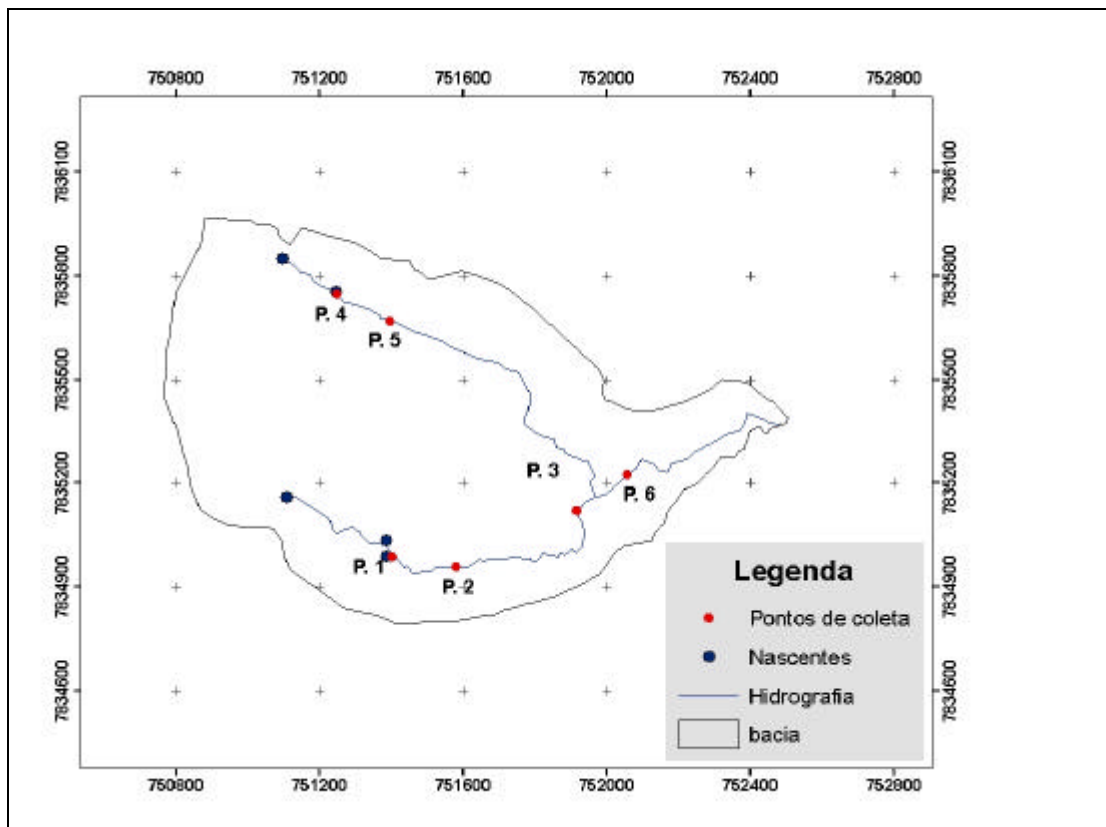 750800 751200 751600 752000 752400 752800
7836100 7836100
7835800 7835800
P. 4
P. 5
7835500 7835500
P. 3
P. 6
7835200 7835200
P. 1
P. 2
7834900 7834900
Legenda
Pontos de coleta
Nascentes
7834600 7834600
Hidrografia
bacia
750800 751200 751600 752000 752400 752800